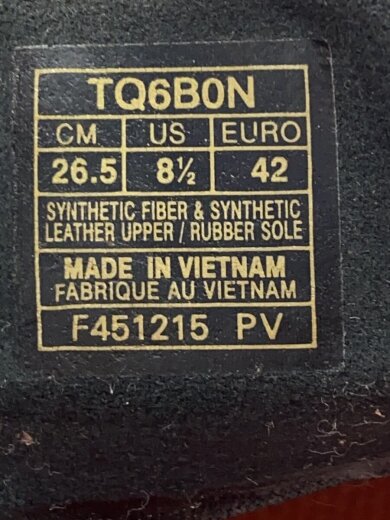 TQ6B0N
CM US EURO
26.5 8½ 42
SYNTHETIC FIBER & SYNTHETIC
LEATHER UPPER / RUBBER SOLE
MADE IN VIETNAM
FABRIQUE AU VIETNAM
F451215 PV